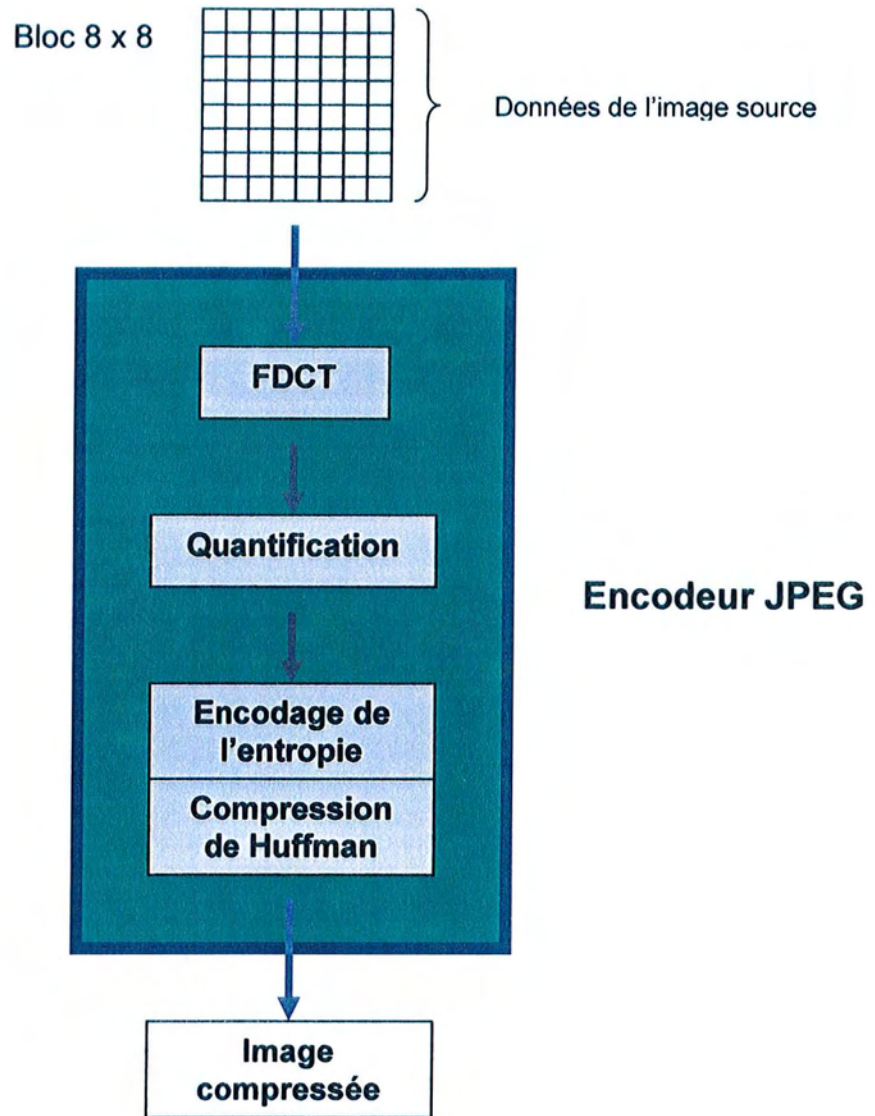 Bloc 8 x 8
Données de l'image source
FDCT
Quantification
Encodeur JPEG
Encodage de
l'entropie
Compression
de Huffman
Image
compressée